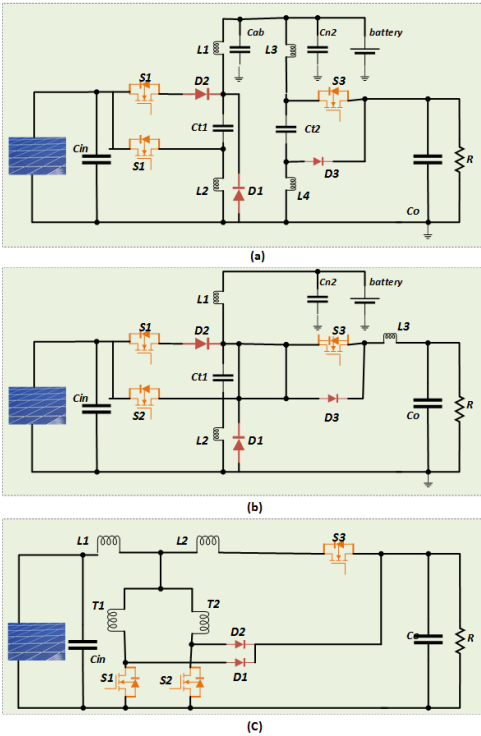 L1 Cab L3 Cn2 battery
S1 D2 S3
Cin Ct1 Ct2
S1 D3 R
L2 D1 L4 Co
(a)
L1 Cn2 battery
S1 D2 S3 L3
Cin Ct1
S2 D3 Co R
L2 D1
(b)
L1 L2 S3
T1 T2
Cin D2 Co R
S1 S2 D1
(C)